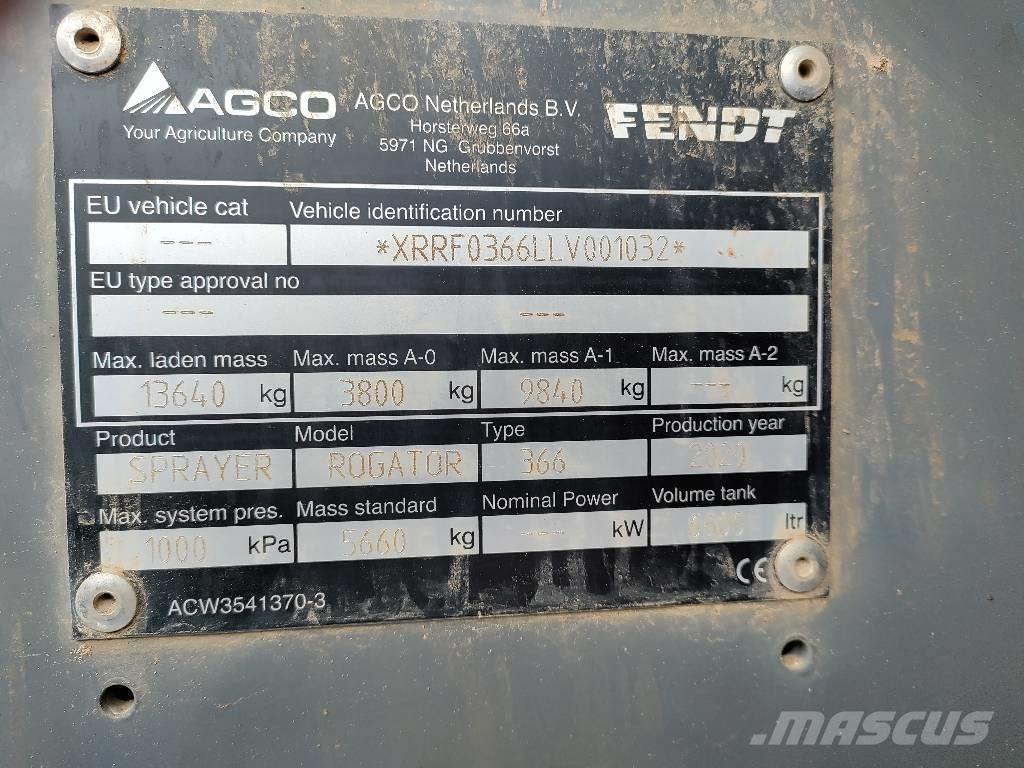 AGCO
Your Agriculture Company
AGCO Netherlands B.V.
Horsterweg 66a
5971 NG Grubbenvorst
Netherlands
FENDT
EU vehicle cat Vehicle identification number
--- *XRRF0366LLV001032*
EU type approval no
--- ---
Max. laden mass Max. mass A-0 Max. mass A-1 Max. mass A-2
13640 kg 3800 kg 9840 kg --- kg
Product Model Type Production year
SPRAYER ROGATOR 366 2020
Max. system pres. Mass standard Nominal Power Volume tank
1000 kPa 5660 kg --- kW ltr
CE
ACW3541370-3
MASCUS